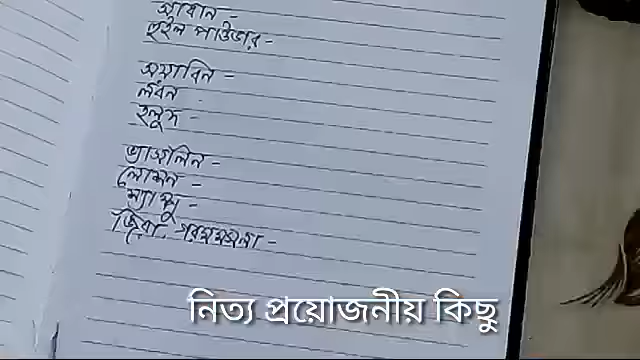 সাবান -
হুইল পাউডার -
সয়াবিন -
লবন -
হলুদ -
ভ্যাসলিন -
লোশন -
শ্যাম্পু -
জিরা, গরমমসলা -
নিত্য প্রয়োজনীয় কিছু